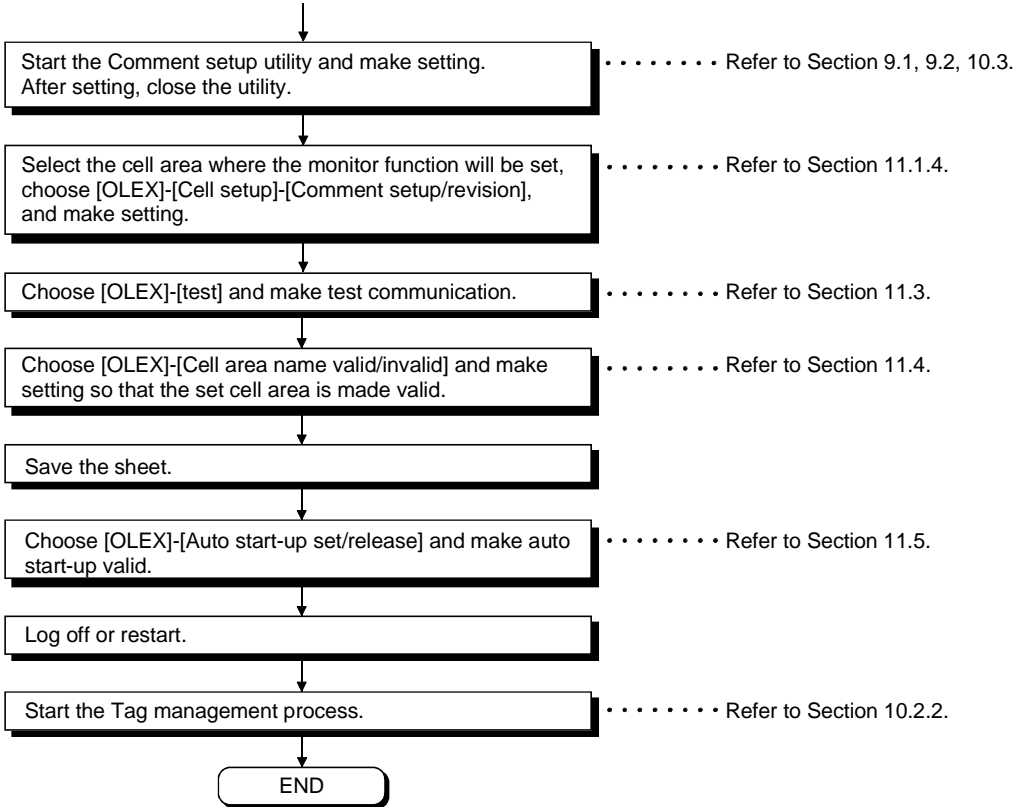 Start the Comment setup utility and make setting.
After setting, close the utility.
Refer to Section 9.1, 9.2, 10.3.
Select the cell area where the monitor function will be set,
choose [OLEX]-[Cell setup]-[Comment setup/revision],
and make setting.
Refer to Section 11.1.4.
Choose [OLEX]-[test] and make test communication.
Refer to Section 11.3.
Choose [OLEX]-[Cell area name valid/invalid] and make
setting so that the set cell area is made valid.
Refer to Section 11.4.
Save the sheet.
Choose [OLEX]-[Auto start-up set/release] and make auto
start-up valid.
Refer to Section 11.5.
Log off or restart.
Start the Tag management process.
Refer to Section 10.2.2.
END